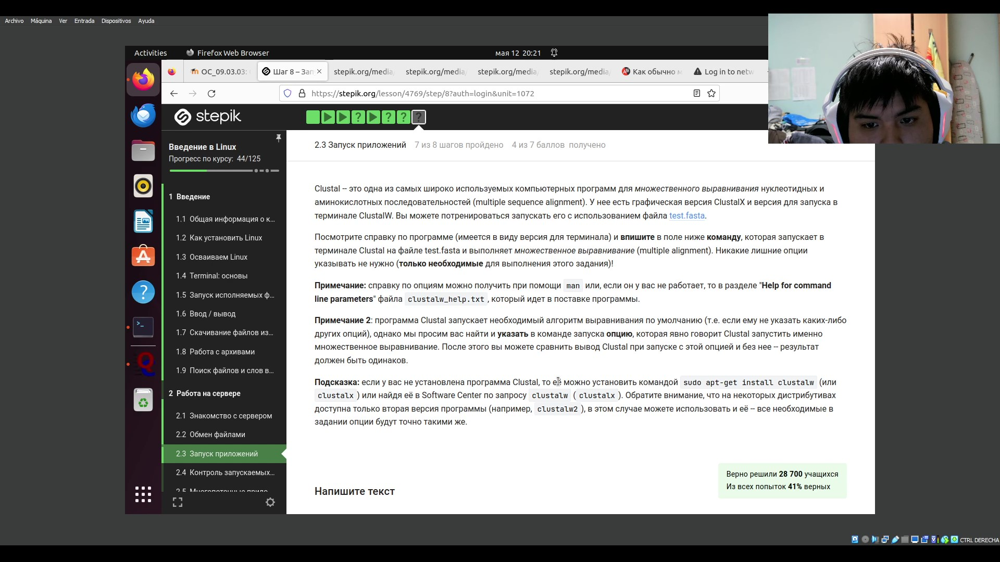 Archivo Máquina Ver Entrada Dispositivos Ayuda
Activities Firefox Web Browser мая 12 20:21
ОС_09.03.03: Шаг 8 – Зап stepik.org/media/ stepik.org/media/ stepik.org/media/ stepik.org/media/ Как обычно м Log in to netw
https://stepik.org/lesson/4769/step/8?auth=login&unit=1072
stepik
Введение в Linux
Прогресс по курсу: 44/125
1 Введение
1.1 Общая информация о к...
1.2 Как установить Linux
1.3 Осваиваем Linux
1.4 Terminal: основы
1.5 Запуск исполняемых ф...
1.6 Ввод / вывод
1.7 Скачивание файлов из...
1.8 Работа с архивами
1.9 Поиск файлов и слов в...
2 Работа на сервере
2.1 Знакомство с сервером
2.2 Обмен файлами
2.3 Запуск приложений
2.4 Контроль запускаемых...
2.5 Многопоточные прило...
2.3 Запуск приложений 7 из 8 шагов пройдено 4 из 7 баллов получено
Clustal -- это одна из самых широко используемых компьютерных программ для множественного выравнивания нуклеотидных и
аминокислотных последовательностей (multiple sequence alignment). У нее есть графическая версия ClustalX и версия для запуска в
терминале ClustalW. Вы можете потренироваться запускать его с использованием файла test.fasta.
Посмотрите справку по программе (имеется в виду версия для терминала) и впишите в поле ниже команду, которая запускает в
терминале Clustal на файле test.fasta и выполняет множественное выравнивание (multiple alignment). Никакие лишние опции
указывать не нужно (только необходимые для выполнения этого задания)!
Примечание: справку по опциям можно получить при помощи man или, если он у вас не работает, то в разделе "Help for command
line parameters" файла clustalw_help.txt, который идет в поставке программы.
Примечание 2: программа Clustal запускает необходимый алгоритм выравнивания по умолчанию (т.е. если ему не указать каких-либо
других опций), однако мы просим вас найти и указать в команде запуска опцию, которая явно говорит Clustal запустить именно
множественное выравнивание. После этого вы можете сравнить вывод Clustal при запуске с этой опцией и без нее -- результат
должен быть одинаков.
Подсказка: если у вас не установлена программа Clustal, то её можно установить командой sudo apt-get install clustalw (или
clustalx) или найдя её в Software Center по запросу clustalw (clustalx). Обратите внимание, что на некоторых дистрибутивах
доступна только вторая версия программы (например, clustalw2), в этом случае можете использовать и её -- все необходимые в
задании опции будут точно такими же.
Верно решили 28 700 учащихся
Из всех попыток 41% верных
Напишите текст
CTRL DERECHA